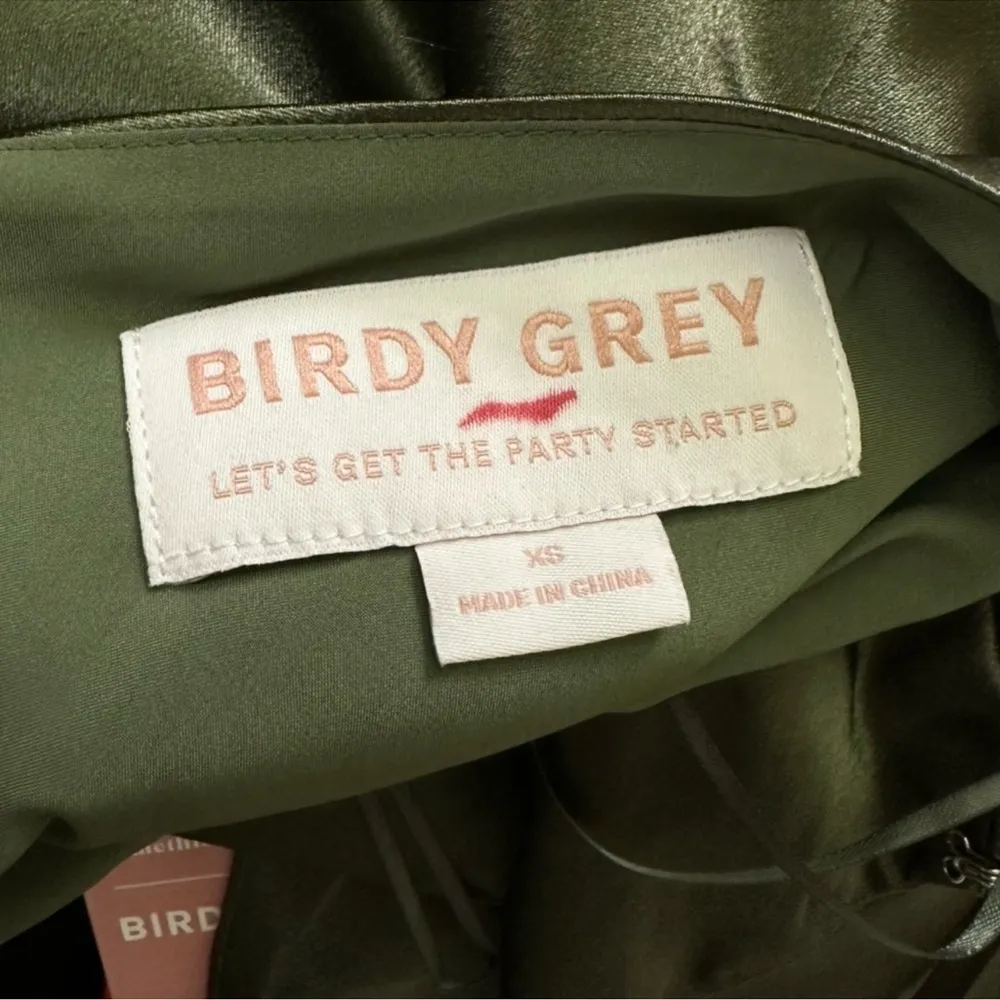 BIRDY GREY
LET'S GET THE PARTY STARTED
XS
MADE IN CHINA
BIRD